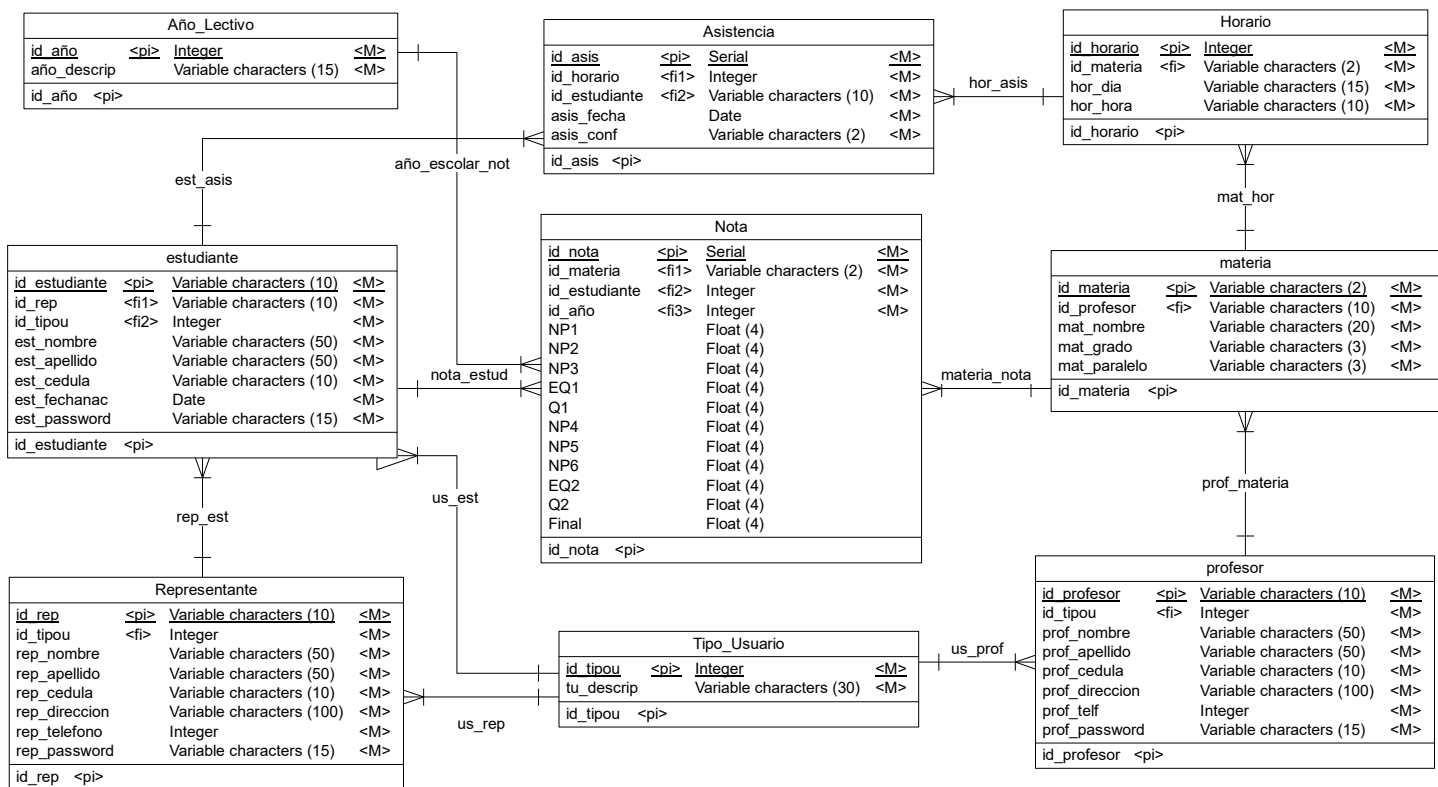 Año_Lectivo
id_año <pi> Integer <M>
año_descrip Variable characters (15) <M>
id_año <pi>
Asistencia
id_asis <pi> Serial <M>
id_horario <fi1> Integer <M>
id_estudiante <fi2> Variable characters (10) <M>
asis_fecha Date <M>
asis_conf Variable characters (2) <M>
id_asis <pi>
Horario
id_horario <pi> Integer <M>
id_materia <fi> Variable characters (2) <M>
hor_dia Variable characters (15) <M>
hor_hora Variable characters (10) <M>
id_horario <pi>
hor_asis
est_asis
año_escolar_not
mat_hor
estudiante
id_estudiante <pi> Variable characters (10) <M>
id_rep <fi1> Variable characters (10) <M>
id_tipou <fi2> Integer <M>
est_nombre Variable characters (50) <M>
est_apellido Variable characters (50) <M>
est_cedula Variable characters (10) <M>
est_fechanac Date <M>
est_password Variable characters (15) <M>
id_estudiante <pi>
nota_estud
Nota
id_nota <pi> Serial <M>
id_materia <fi1> Variable characters (2) <M>
id_estudiante <fi2> Integer <M>
id_año <fi3> Integer <M>
NP1 Float (4)
NP2 Float (4)
NP3 Float (4)
EQ1 Float (4)
Q1 Float (4)
NP4 Float (4)
NP5 Float (4)
NP6 Float (4)
EQ2 Float (4)
Q2 Float (4)
Final Float (4)
id_nota <pi>
materia_nota
materia
id_materia <pi> Variable characters (2) <M>
id_profesor <fi> Variable characters (10) <M>
mat_nombre Variable characters (20) <M>
mat_grado Variable characters (3) <M>
mat_paralelo Variable characters (3) <M>
id_materia <pi>
us_est
rep_est
prof_materia
Representante
id_rep <pi> Variable characters (10) <M>
id_tipou <fi> Integer <M>
rep_nombre Variable characters (50) <M>
rep_apellido Variable characters (50) <M>
rep_cedula Variable characters (10) <M>
rep_direccion Variable characters (100) <M>
rep_telefono Integer <M>
rep_password Variable characters (15) <M>
id_rep <pi>
us_rep
Tipo_Usuario
id_tipou <pi> Integer <M>
tu_descrip Variable characters (30) <M>
id_tipou <pi>
us_prof
profesor
id_profesor <pi> Variable characters (10) <M>
id_tipou <fi> Integer <M>
prof_nombre Variable characters (50) <M>
prof_apellido Variable characters (50) <M>
prof_cedula Variable characters (10) <M>
prof_direccion Variable characters (100) <M>
prof_telf Integer <M>
prof_password Variable characters (15) <M>
id_profesor <pi>